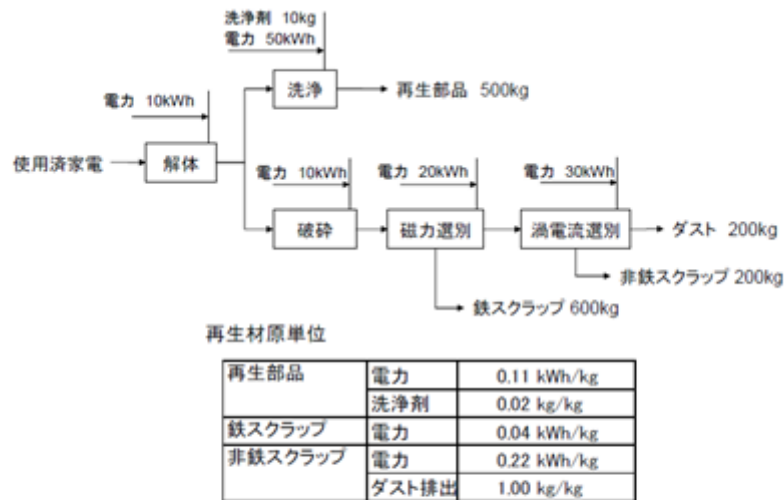 洗浄剤 10kg
電力 50kWh
洗浄
再生部品 500kg
電力 10kWh
使用済家電
解体
電力 10kWh
電力 20kWh
電力 30kWh
破砕
磁力選別
渦電流選別
ダスト 200kg
非鉄スクラップ 200kg
鉄スクラップ 600kg
再生材原単位
再生部品 電力 0.11 kWh/kg
洗浄剤 0.02 kg/kg
鉄スクラップ 電力 0.04 kWh/kg
非鉄スクラップ 電力 0.22 kWh/kg
ダスト排出 1.00 kg/kg